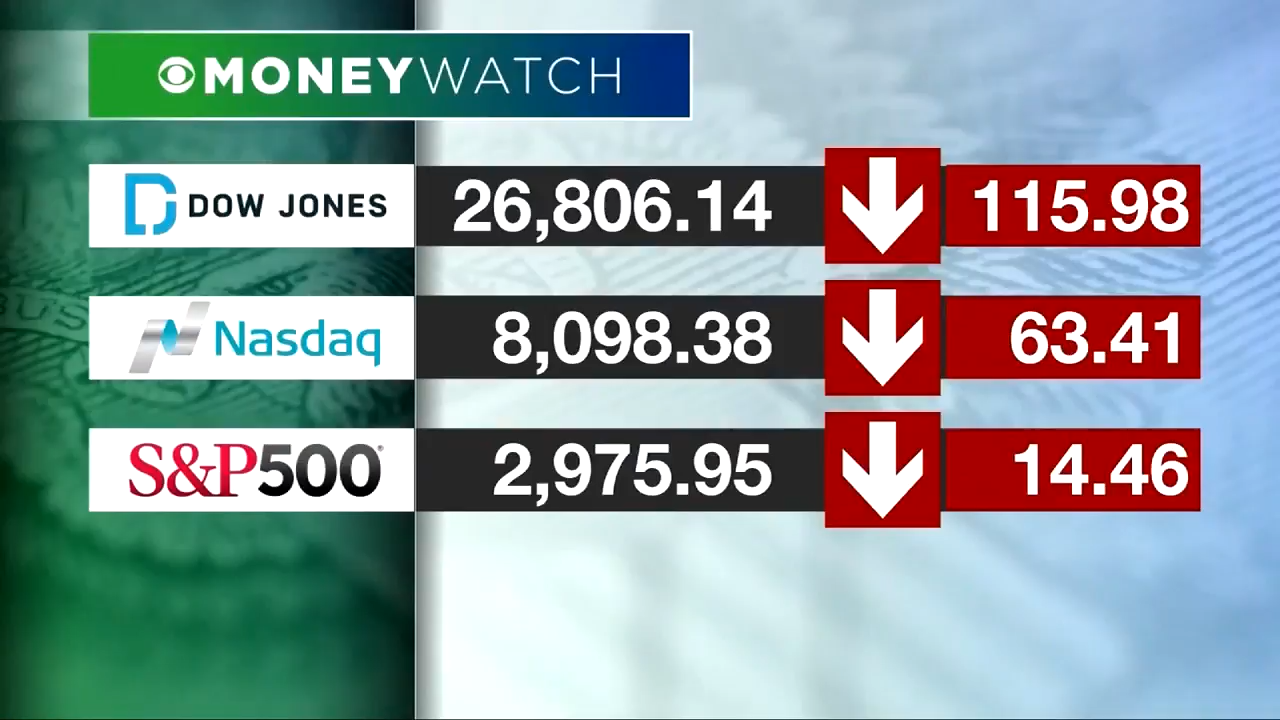 MONEYWATCH
DOW JONES 26,806.14 115.98
Nasdaq 8,098.38 63.41
S&P500® 2,975.95 14.46